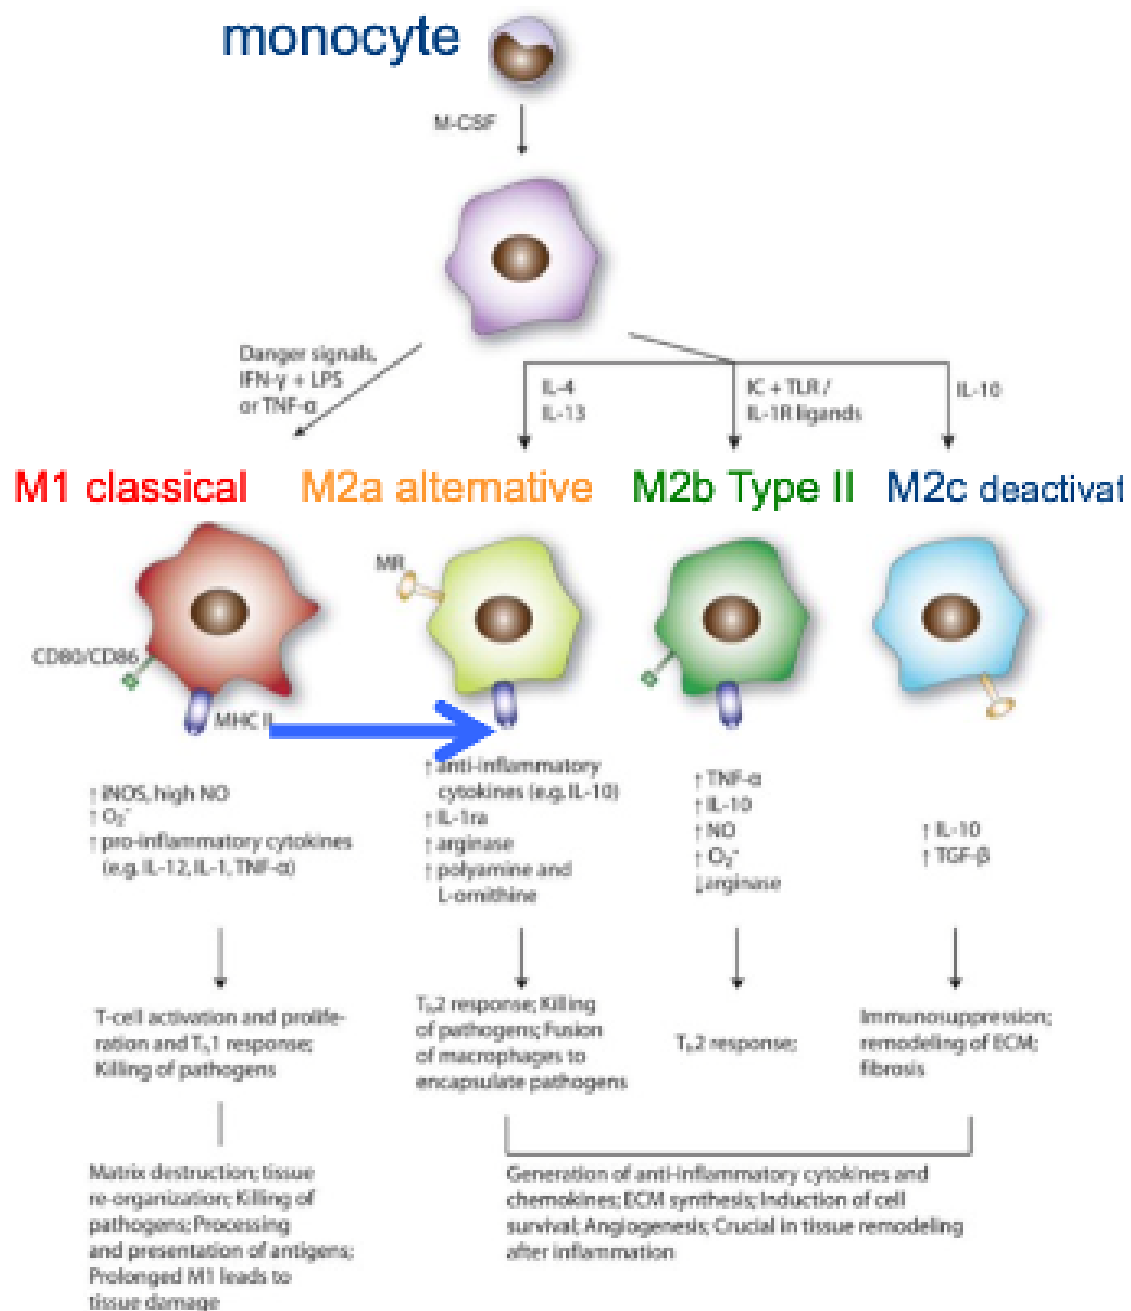 monocyte
M-CSF
Danger signals,
IFN-γ + LPS
or TNF-α
IL-4
IL-13
IC + TLR /
IL-1R ligands
IL-10
M1 classical
M2a alternative
M2b Type II
M2c deactivat
MR
CD80/CD86
MHC II
↑ iNOS, high NO
↑ O₂⁻
↑ pro-inflammatory cytokines
(e.g. IL-12, IL-1, TNF-α)
↑ anti-inflammatory
cytokines (e.g. IL-10)
↑ IL-1ra
↑ arginase
↑ polyamine and
L-ornithine
↑ TNF-α
↑ IL-10
↑ NO
↑ O₂⁻
↓ arginase
↑ IL-10
↑ TGF-β
T-cell activation and prolife-
ration and Tₕ1 response;
Killing of pathogens
Tₕ2 response; Killing
of pathogens; Fusion
of macrophages to
encapsulate pathogens
Tₕ2 response;
Immunosuppression;
remodeling of ECM;
fibrosis
Matrix destruction; tissue
re-organization; Killing of
pathogens; Processing
and presentation of antigens;
Prolonged M1 leads to
tissue damage
Generation of anti-inflammatory cytokines and
chemokines; ECM synthesis; Induction of cell
survival; Angiogenesis; Crucial in tissue remodeling
after inflammation